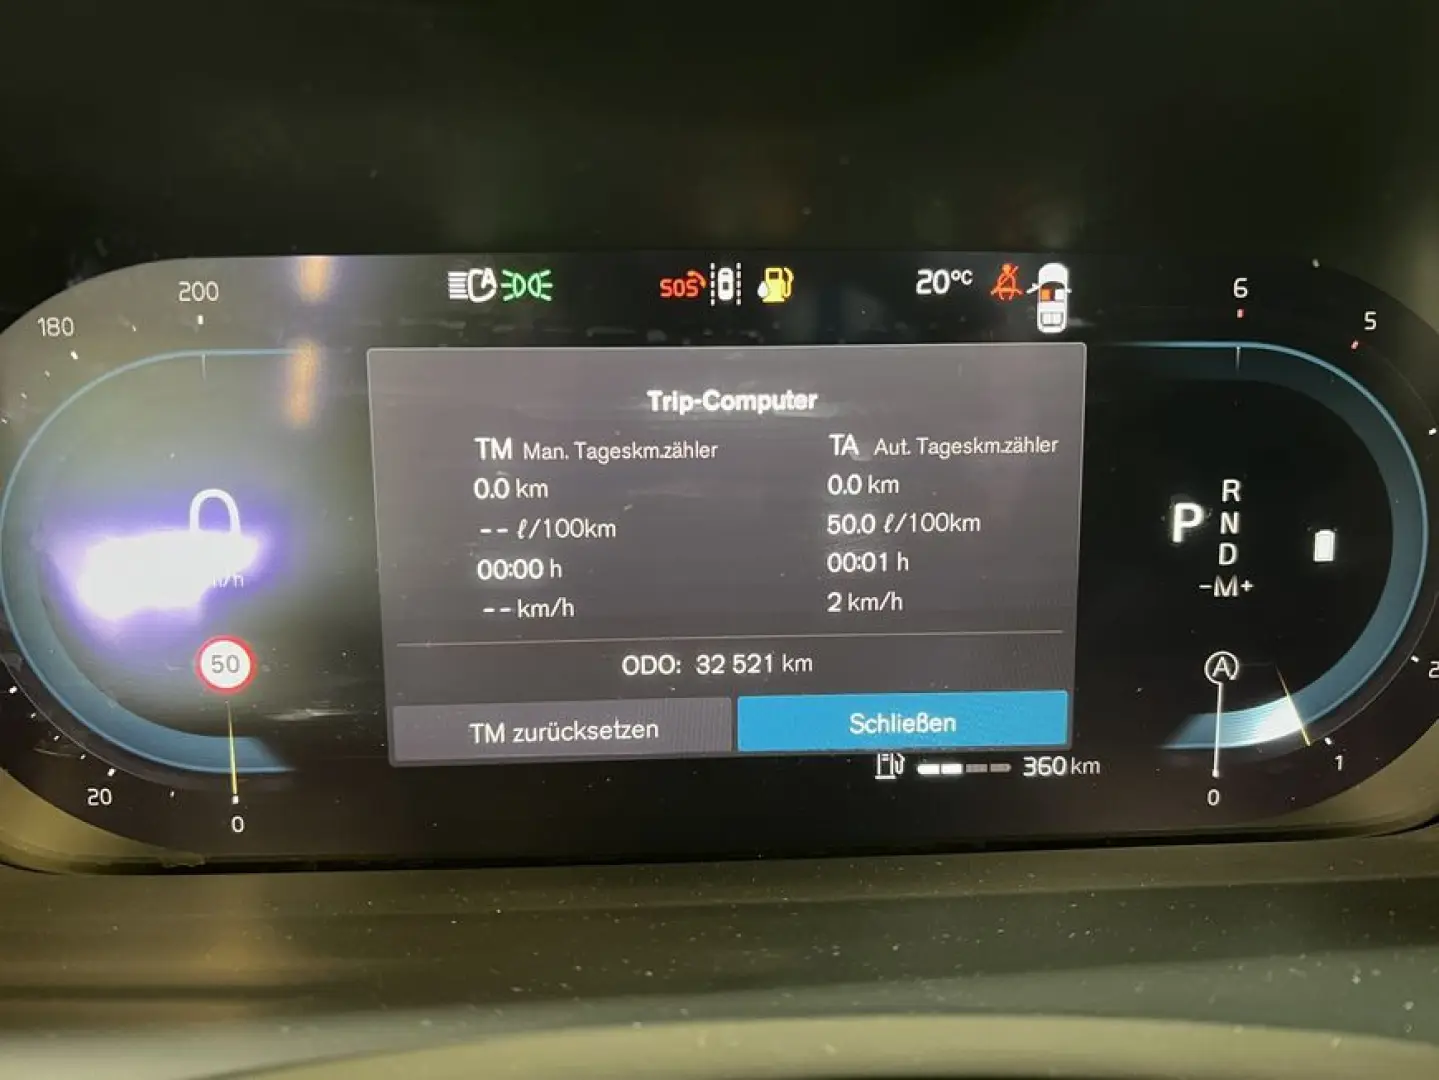 200
180
SOS
20°C
6
5
Trip-Computer
TM Man. Tageskm.zähler
0.0 km
-- ℓ/100km
00:00 h
-- km/h
TA Aut. Tageskm.zähler
0.0 km
50.0 ℓ/100km
00:01 h
2 km/h
ODO: 32 521 km
TM zurücksetzen
Schließen
P
R
N
D
-M+
50
A
360 km
20
0
0
1
2